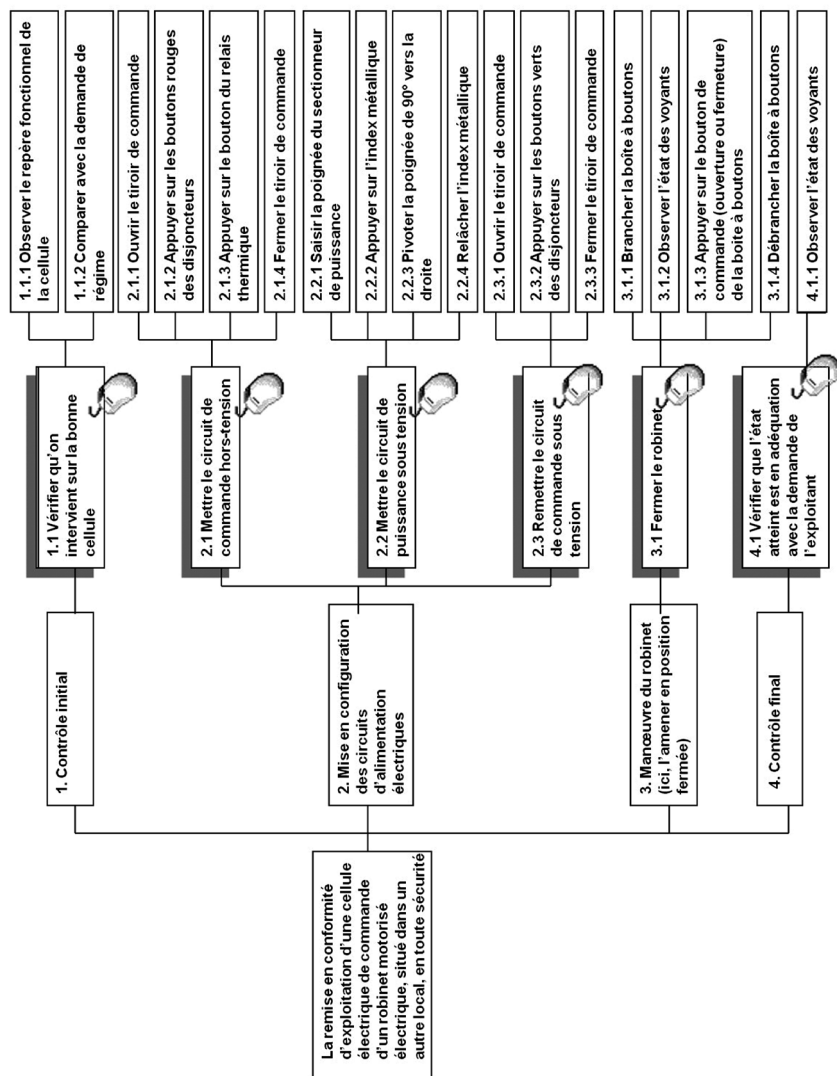 La remise en conformité
d'exploitation d'une cellule
électrique de commande
d'un robinet motorisé
électrique, situé dans un
autre local, en toute sécurité
1. Contrôle initial
2. Mise en configuration
des circuits
d'alimentation
électriques
3. Manœuvre du robinet
(ici, l'amener en position
fermée)
4. Contrôle final
1.1 Vérifier qu'on
intervient sur la bonne
cellule
2.1 Mettre le circuit de
commande hors-tension
2.2 Mettre le circuit de
puissance sous tension
2.3 Remettre le circuit
de commande sous
tension
3.1 Fermer le robinet
4.1 Vérifier que l'état
atteint est en adéquation
avec la demande de
l'exploitant
1.1.1 Observer le repère fonctionnel de
la cellule
1.1.2 Comparer avec la demande de
régime
2.1.1 Ouvrir le tiroir de commande
2.1.2 Appuyer sur les boutons rouges
des disjoncteurs
2.1.3 Appuyer sur le bouton du relais
thermique
2.1.4 Fermer le tiroir de commande
2.2.1 Saisir la poignée du sectionneur
de puissance
2.2.2 Appuyer sur l'index métallique
2.2.3 Pivoter la poignée de 90° vers la
droite
2.2.4 Relâcher l'index métallique
2.3.1 Ouvrir le tiroir de commande
2.3.2 Appuyer sur les boutons verts
des disjoncteurs
2.3.3 Fermer le tiroir de commande
3.1.1 Brancher la boîte à boutons
3.1.2 Observer l'état des voyants
3.1.3 Appuyer sur le bouton de
commande (ouverture ou fermeture)
de la boite à boutons
3.1.4 Débrancher la boîte à boutons
4.1.1 Observer l'état des voyants